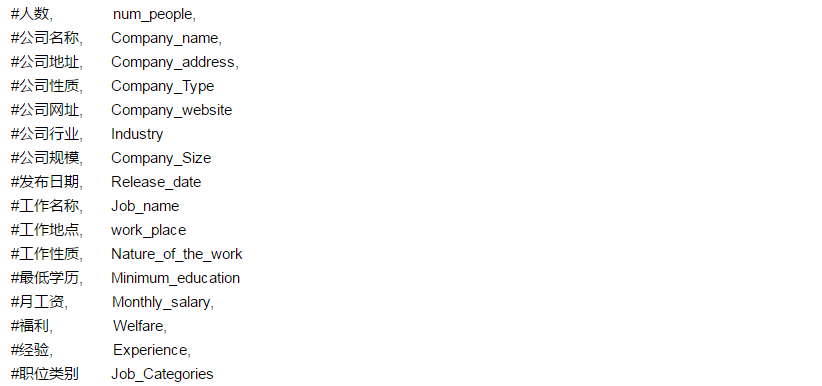 #人数, num_people,
#公司名称, Company_name,
#公司地址, Company_address,
#公司性质, Company_Type
#公司网址, Company_website
#公司行业, Industry
#公司规模, Company_Size
#发布日期, Release_date
#工作名称, Job_name
#工作地点, work_place
#工作性质, Nature_of_the_work
#最低学历, Minimum_education
#月工资, Monthly_salary,
#福利, Welfare,
#经验, Experience,
#职位类别 Job_Categories